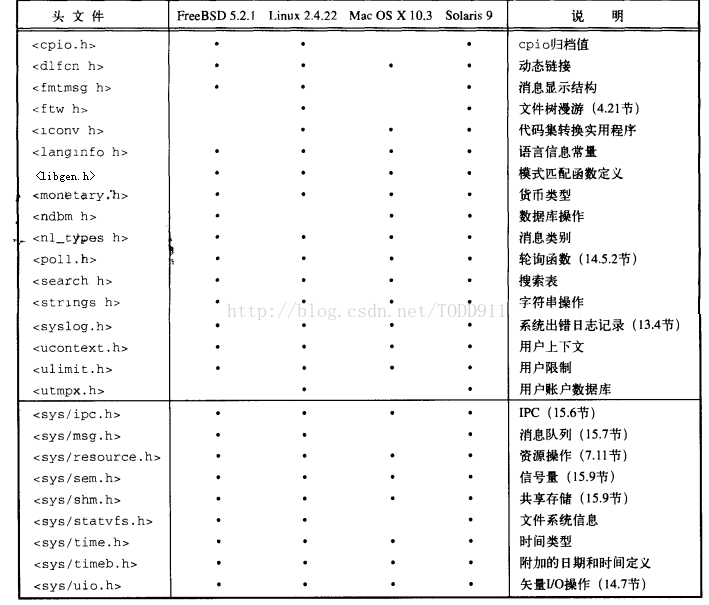 头 文 件 FreeBSD 5.2.1 Linux 2.4.22 Mac OS X 10.3 Solaris 9 说 明
<cpio.h> cpio归档值
<dlfcn h> 动态链接
<fmtmsg h> 消息显示结构
<ftw h> 文件树漫游（4.21节）
<iconv h> 代码集转换实用程序
<langinfo h> 语言信息常量
<libgen.h> 模式匹配函数定义
<monetary.h> 货币类型
<ndbm h> 数据库操作
<nl_types h> 消息类别
<poll.h> 轮询函数（14.5.2节）
<search h> 搜索表
<strings h> 字符串操作
http://blog.csdn.net/TODD911
<syslog.h> 系统出错日志记录（13.4节）
<ucontext.h> 用户上下文
<ulimit.h> 用户限制
<utmpx.h> 用户账户数据库
<sys/ipc.h> IPC（15.6节）
<sys/msg.h> 消息队列（15.7节）
<sys/resource.h> 资源操作（7.11节）
<sys/sem.h> 信号量（15.9节）
<sys/shm.h> 共享存储（15.9节）
<sys/statvfs.h> 文件系统信息
<sys/time.h> 时间类型
<sys/timeb.h> 附加的日期和时间定义
<sys/uio.h> 矢量I/O操作（14.7节）